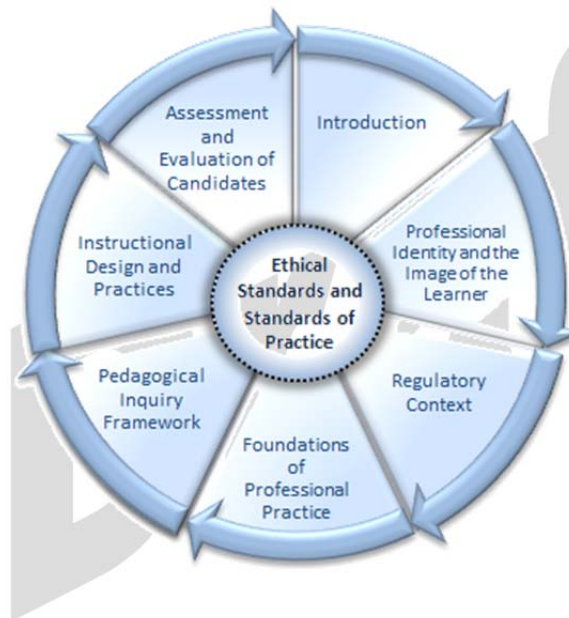 Introduction
Professional
Identity and the
Image of the
Learner
Regulatory
Context
Foundations
of
Professional
Practice
Pedagogical
Inquiry
Framework
Instructional
Design and
Practices
Assessment
and
Evaluation of
Candidates
Ethical
Standards and
Standards of
Practice